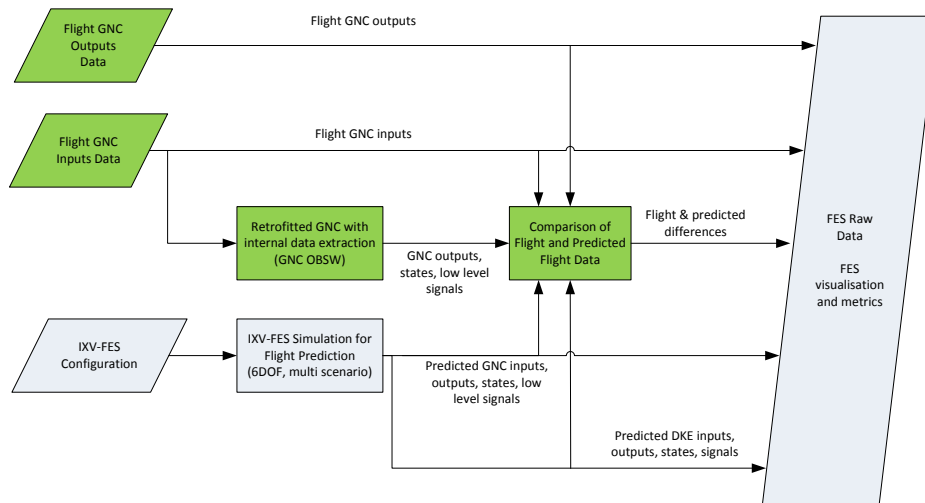 Flight GNC
Outputs
Data
Flight GNC outputs
Flight GNC
Inputs Data
Flight GNC inputs
Retrofitted GNC with
internal data extraction
(GNC OBSW)
GNC outputs,
states, low level
signals
Comparison of
Flight and Predicted
Flight Data
Flight & predicted
differences
FES Raw
Data
FES
visualisation
and metrics
IXV-FES
Configuration
IXV-FES Simulation for
Flight Prediction
(6DOF, multi scenario)
Predicted GNC inputs,
outputs, states, low
level signals
Predicted DKE inputs,
outputs, states, signals